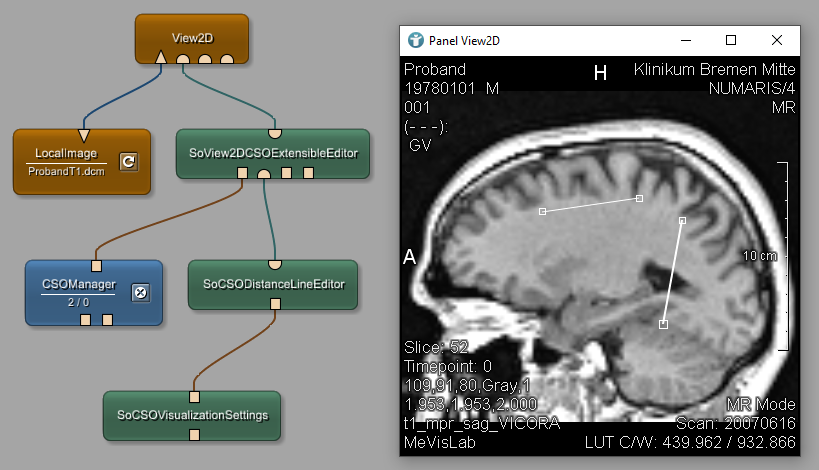 View2D
LocalImage
ProbandT1.dcm
SoView2DCSOExtensibleEditor
CSOManager
2 / 0
SoCSODistanceLineEditor
SoCSOVisualizationSettings
Panel View2D
Proband
19780101 M
001
(- - -):
GV
H
Klinikum Bremen Mitte
NUMARIS/4
MR
A
10 cm
Slice: 52
Timepoint: 0
109,91,80,Gray,1
1.953,1.953,2.000
t1_mpr_sag_VICORA
MeVisLab
MR Mode
Scan: 20070616
LUT C/W: 439.962 / 932.866